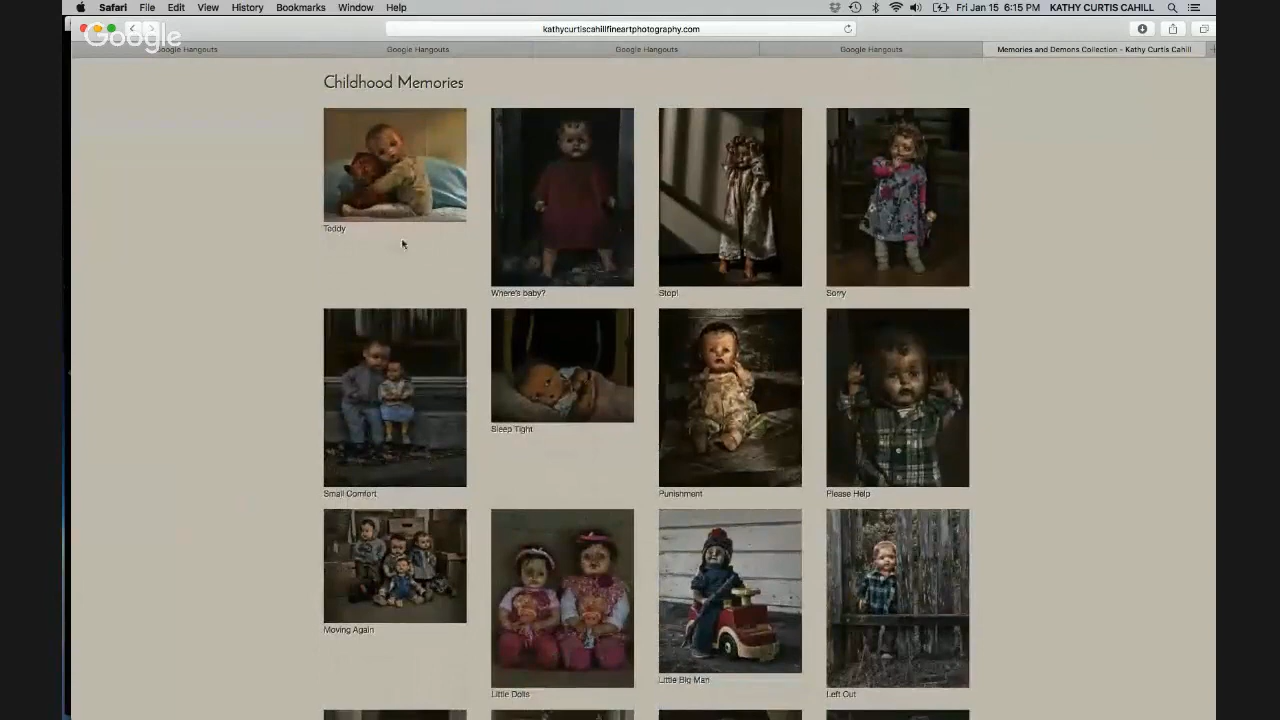 Safari File Edit View History Bookmarks Window Help Fri Jan 15 6:15 PM KATHY CURTIS CAHILL
Google
kathycurtiscahillfineartphotography.com
oogle Hangouts Google Hangouts Google Hangouts Google Hangouts Memories and Demons Collection - Kathy Curtis Cahill
Childhood Memories
Teddy
Where's baby? Stop! Sorry
Sleep Tight
Small Comfort Punishment Please Help
Moving Again
Little Big Man
Little Dolls Left Out